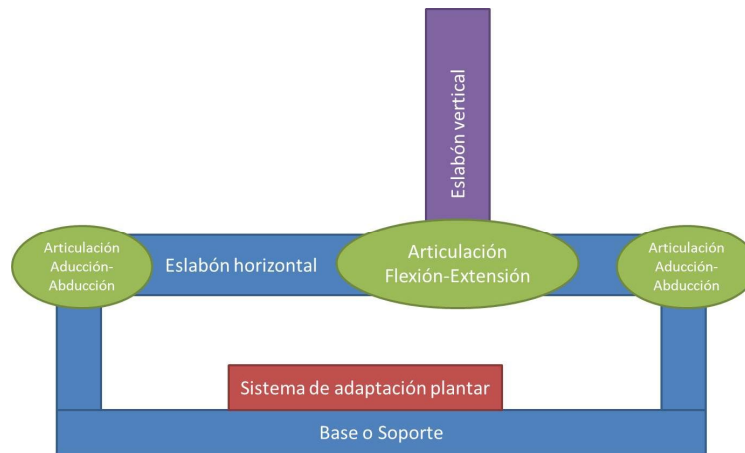 Eslabón vertical
Articulación
Aducción-
Abducción
Eslabón horizontal
Articulación
Flexión-Extensión
Articulación
Aducción-
Abducción
Sistema de adaptación plantar
Base o Soporte